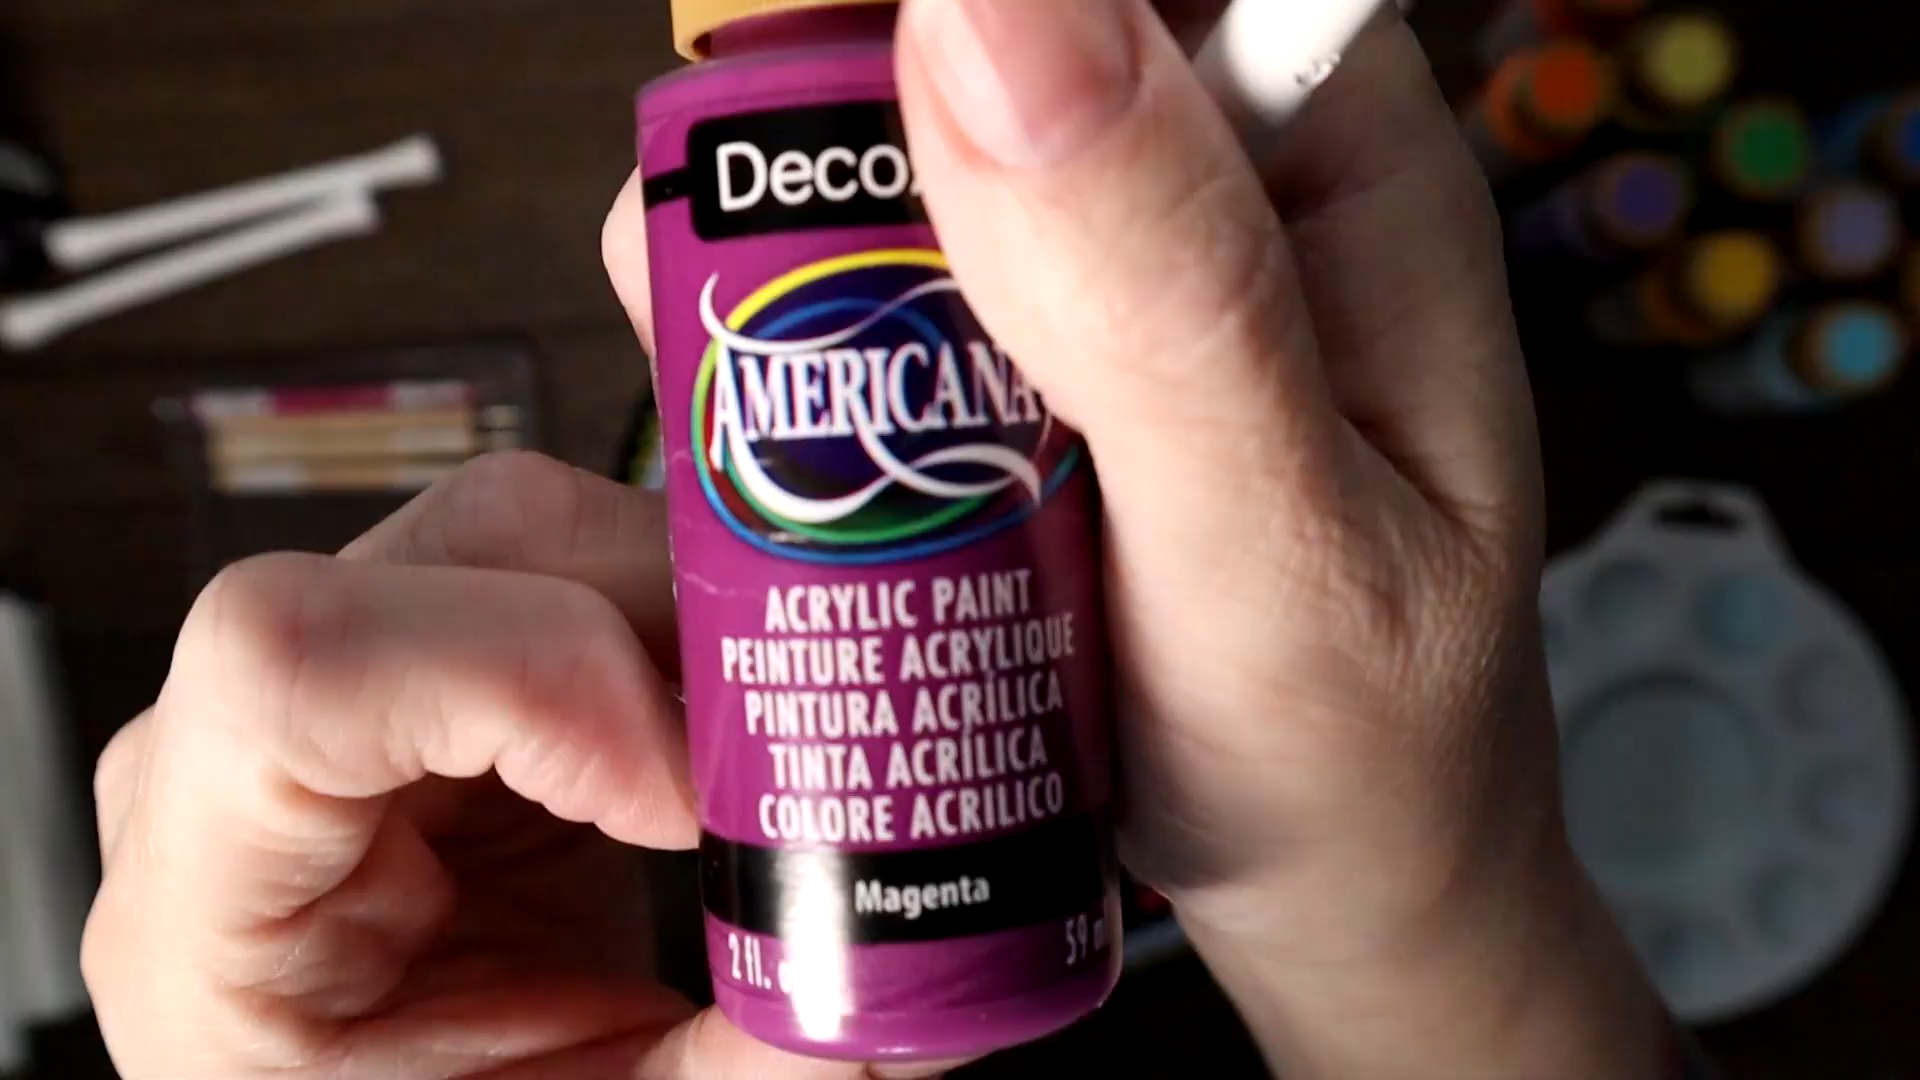 Deco
AMERICANA
ACRYLIC PAINT
PEINTURE ACRYLIQUE
PINTURA ACRÍLICA
TINTA ACRÍLICA
COLORE ACRILICO
Magenta
2 fl. 59 m